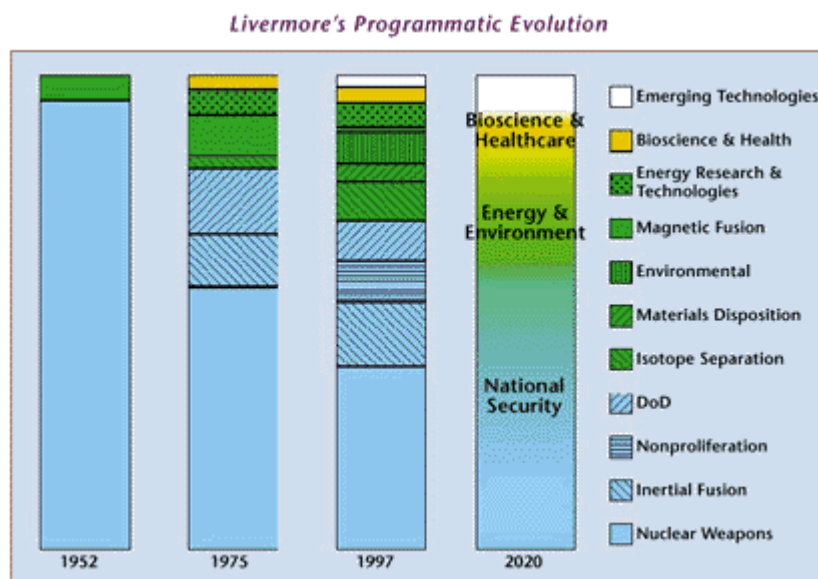 Livermore's Programmatic Evolution
Bioscience &
Healthcare
Energy &
Environment
National
Security
1952
1975
1997
2020
Emerging Technologies
Bioscience & Health
Energy Research &
Technologies
Magnetic Fusion
Environmental
Materials Disposition
Isotope Separation
DoD
Nonproliferation
Inertial Fusion
Nuclear Weapons